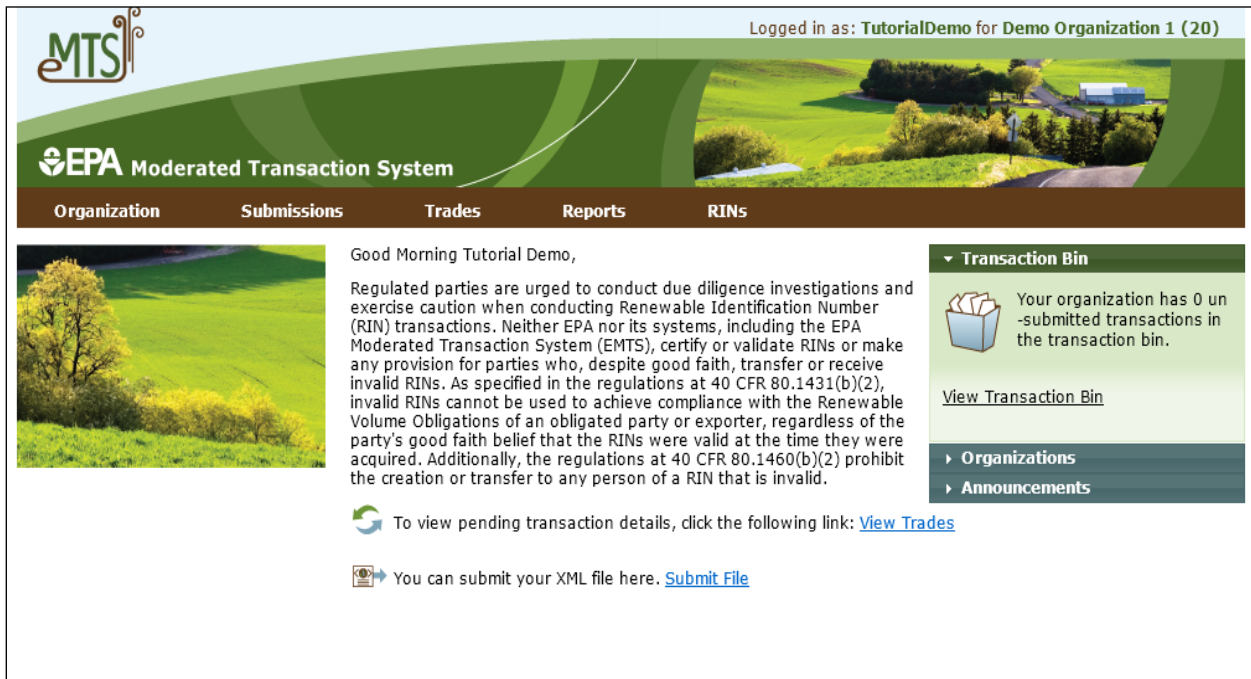 MTS
Logged in as: TutorialDemo for Demo Organization 1 (20)
EPA Moderated Transaction System
Organization Submissions Trades Reports RINs
Good Morning Tutorial Demo,
Regulated parties are urged to conduct due diligence investigations and
exercise caution when conducting Renewable Identification Number
(RIN) transactions. Neither EPA nor its systems, including the EPA
Moderated Transaction System (EMTS), certify or validate RINs or make
any provision for parties who, despite good faith, transfer or receive
invalid RINs. As specified in the regulations at 40 CFR 80.1431(b)(2),
invalid RINs cannot be used to achieve compliance with the Renewable
Volume Obligations of an obligated party or exporter, regardless of the
party's good faith belief that the RINs were valid at the time they were
acquired. Additionally, the regulations at 40 CFR 80.1460(b)(2) prohibit
the creation or transfer to any person of a RIN that is invalid.
To view pending transaction details, click the following link: View Trades
You can submit your XML file here. Submit File
Transaction Bin
Your organization has 0 un
-submitted transactions in
the transaction bin.
View Transaction Bin
Organizations
Announcements